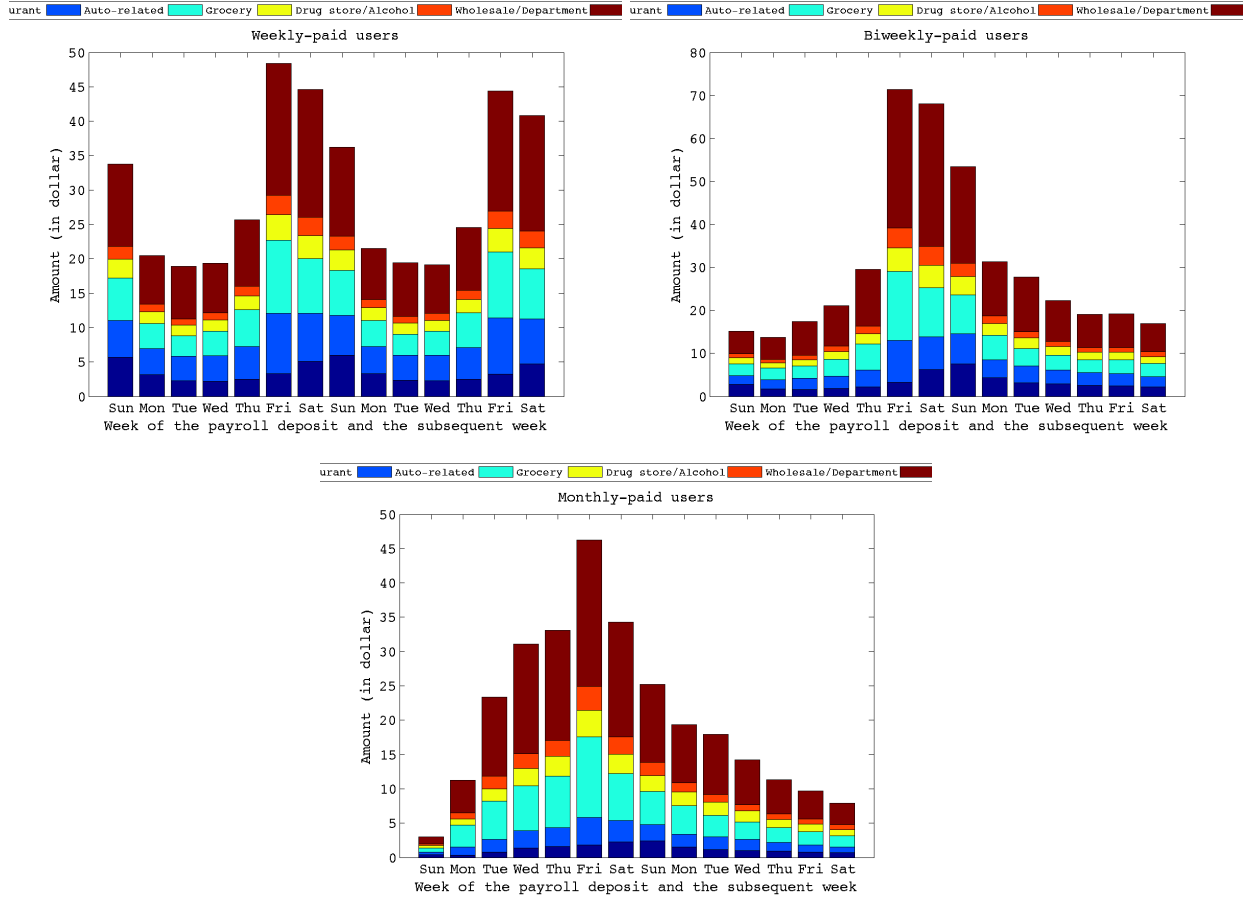 urant Auto-related Grocery Drug store/Alcohol Wholesale/Department
Weekly-paid users
50
45
40
35
30
25
20
15
10
5
0
Amount (in dollar)
Sun Mon Tue Wed Thu Fri Sat Sun Mon Tue Wed Thu Fri Sat
Week of the payroll deposit and the subsequent week
urant Auto-related Grocery Drug store/Alcohol Wholesale/Department
Biweekly-paid users
80
70
60
50
40
30
20
10
0
Amount (in dollar)
Sun Mon Tue Wed Thu Fri Sat Sun Mon Tue Wed Thu Fri Sat
Week of the payroll deposit and the subsequent week
urant Auto-related Grocery Drug store/Alcohol Wholesale/Department
Monthly-paid users
50
45
40
35
30
25
20
15
10
5
0
Amount (in dollar)
Sun Mon Tue Wed Thu Fri Sat Sun Mon Tue Wed Thu Fri Sat
Week of the payroll deposit and the subsequent week